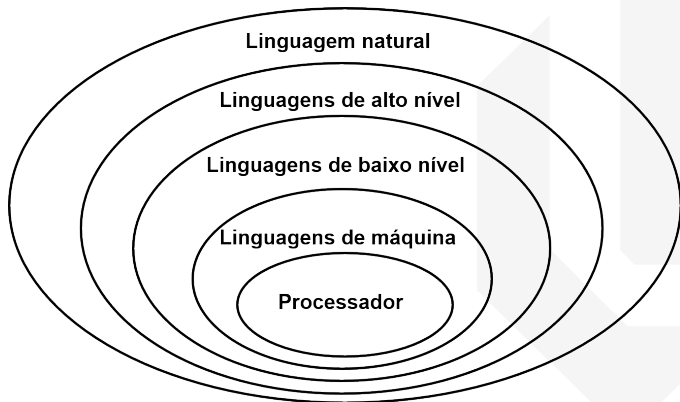 Linguagem natural
Linguagens de alto nível
Linguagens de baixo nível
Linguagens de máquina
Processador